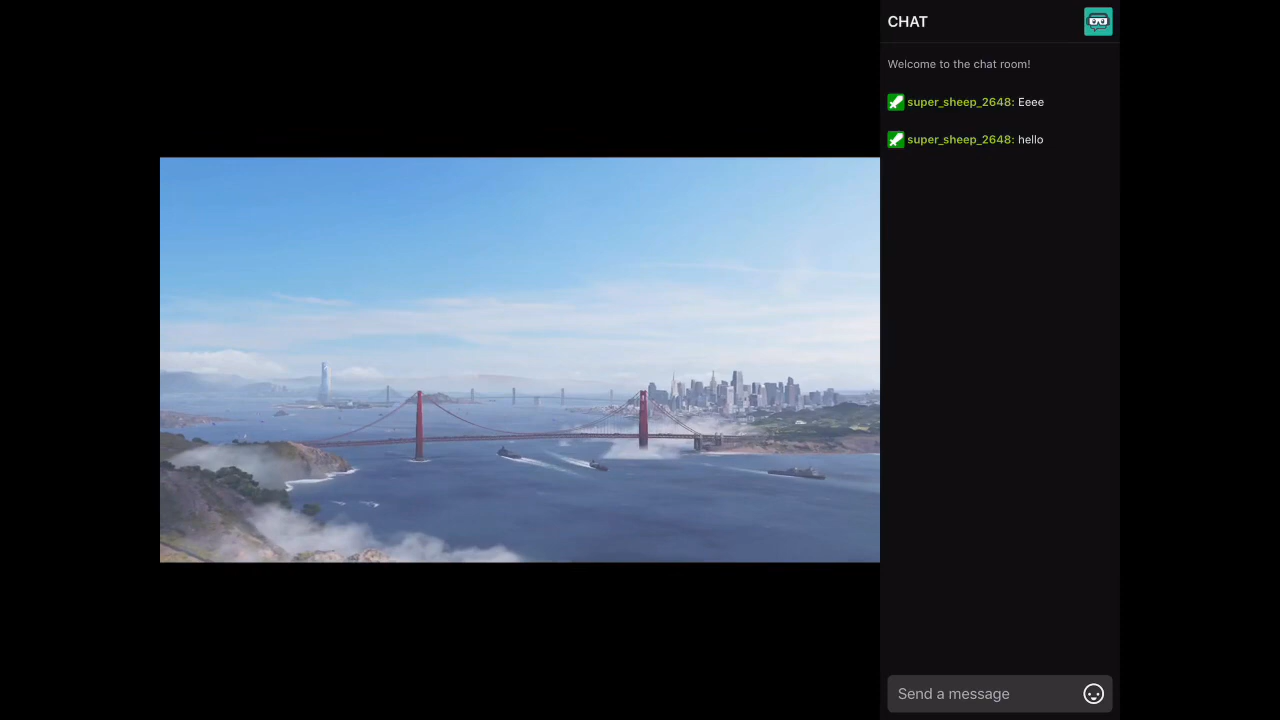 CHAT
Welcome to the chat room!
super_sheep_2648: Eeee
super_sheep_2648: hello
Send a message